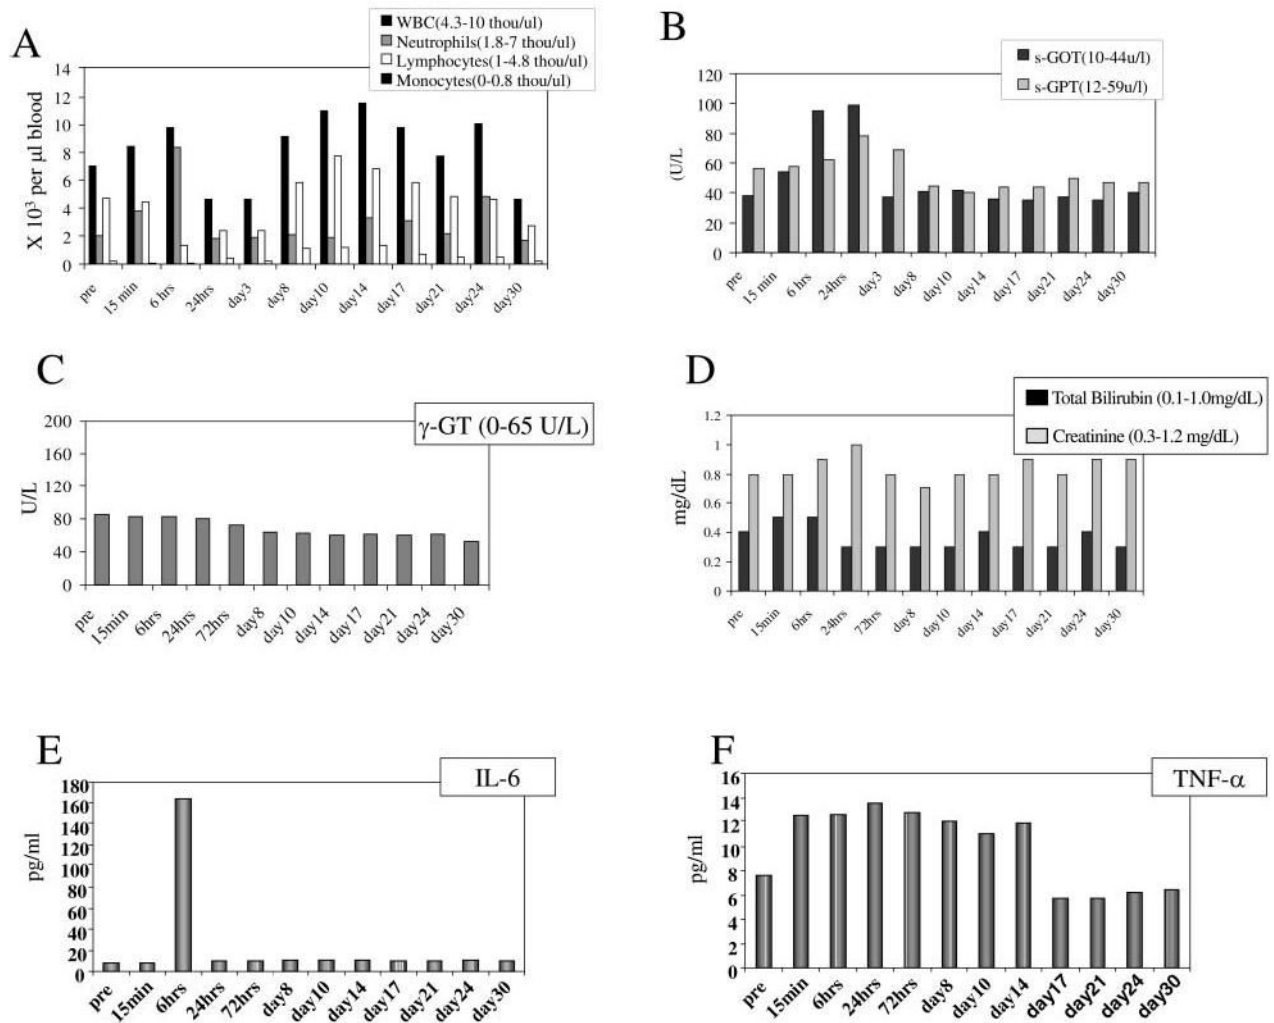 A
WBC(4.3-10 thou/ul)
Neutrophils(1.8-7 thou/ul)
Lymphocytes(1-4.8 thou/ul)
Monocytes(0-0.8 thou/ul)
X 10³ per µl blood
14
12
10
8
6
4
2
0
pre 15 min 6 hrs 24hrs day3 day8 day10 day14 day17 day21 day24 day30
B
s-GOT(10-44u/l)
s-GPT(12-59u/l)
(U/L
120
100
80
60
40
20
0
pre 15 min 6 hrs 24hrs day3 day8 day10 day14 day17 day21 day24 day30
C
γ-GT (0-65 U/L)
U/L
200
160
120
80
40
0
pre 15min 6hrs 24hrs 72hrs day8 day10 day14 day17 day21 day24 day30
D
Total Bilirubin (0.1-1.0mg/dL)
Creatinine (0.3-1.2 mg/dL)
mg/dL
1.2
1
0.8
0.6
0.4
0.2
0
pre 15min 6hrs 24hrs 72hrs day8 day10 day14 day17 day21 day24 day30
E
IL-6
pg/ml
180
160
140
120
100
80
60
40
20
0
pre 15min 6hrs 24hrs 72hrs day8 day10 day14 day17 day21 day24 day30
F
TNF-α
pg/ml
16
14
12
10
8
6
4
2
0
pre 15min 6hrs 24hrs 72hrs day8 day10 day14 day17 day21 day24 day30